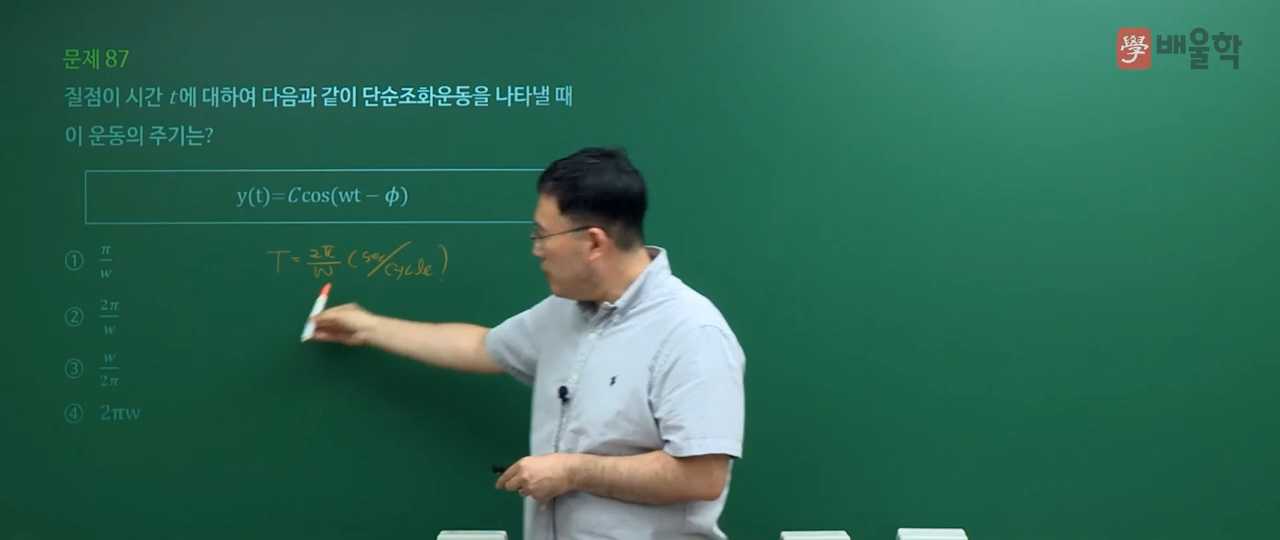 學 배울학
문제 87
질점이 시간 t에 대하여 다음과 같이 단순조화운동을 나타낼 때
이 운동의 주기는?
y(t)=C cos(wt − ϕ)
① π/w
② 2π/w
③ w/2π
④ 2πw
T = 2π/W (sec/cycle)